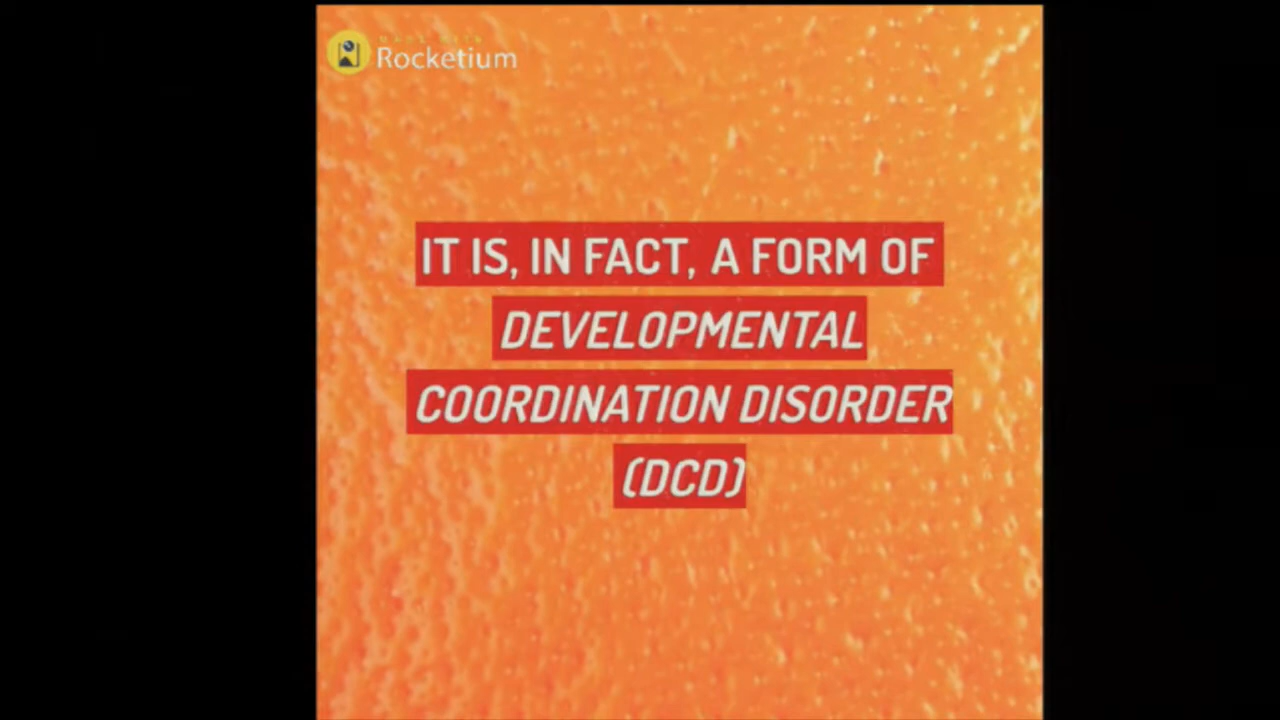 Rocketium
IT IS, IN FACT, A FORM OF
DEVELOPMENTAL
COORDINATION DISORDER
(DCD)